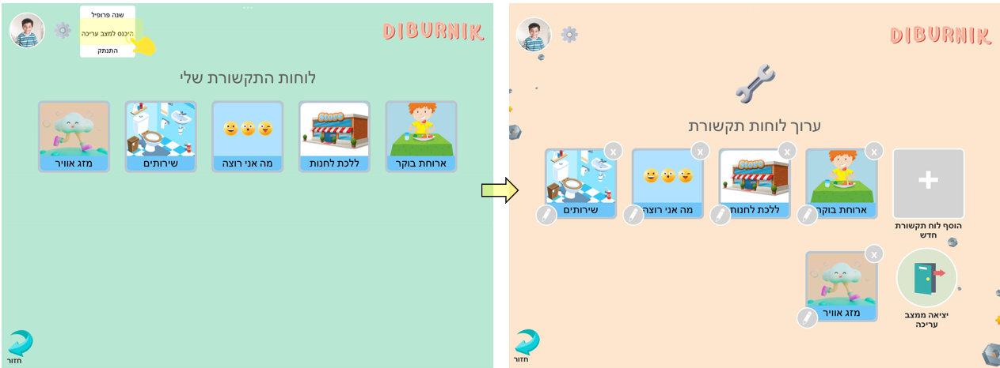 שנה פרופיל
היכנס למצב עריכה
התנתק
DIBURNIK
לוחות התקשורת שלי
ארוחת בוקר
Store
ללכת לחנות
מה אני רוצה
שירותים
מזג אוויר
חזור
DIBURNIK
ערוך לוחות תקשורת
+
הוסף לוח תקשורת
חדש
x
ארוחת בוקר
x
Store
ללכת לחנות
x
מה אני רוצה
x
שירותים
יציאה ממצב
עריכה
x
מזג אוויר
חזור